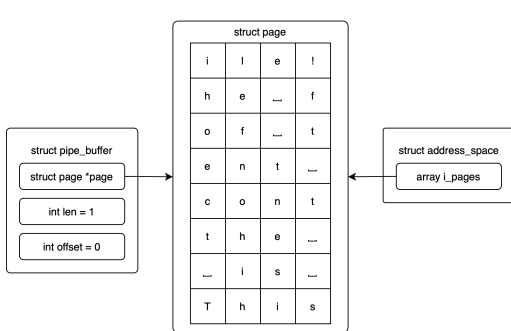 struct page
i l e !
h e ⎵ f
o f ⎵ t
e n t ⎵
c o n t
t h e ⎵
⎵ i s ⎵
T h i s
struct pipe_buffer
struct page *page
int len = 1
int offset = 0
struct address_space
array i_pages